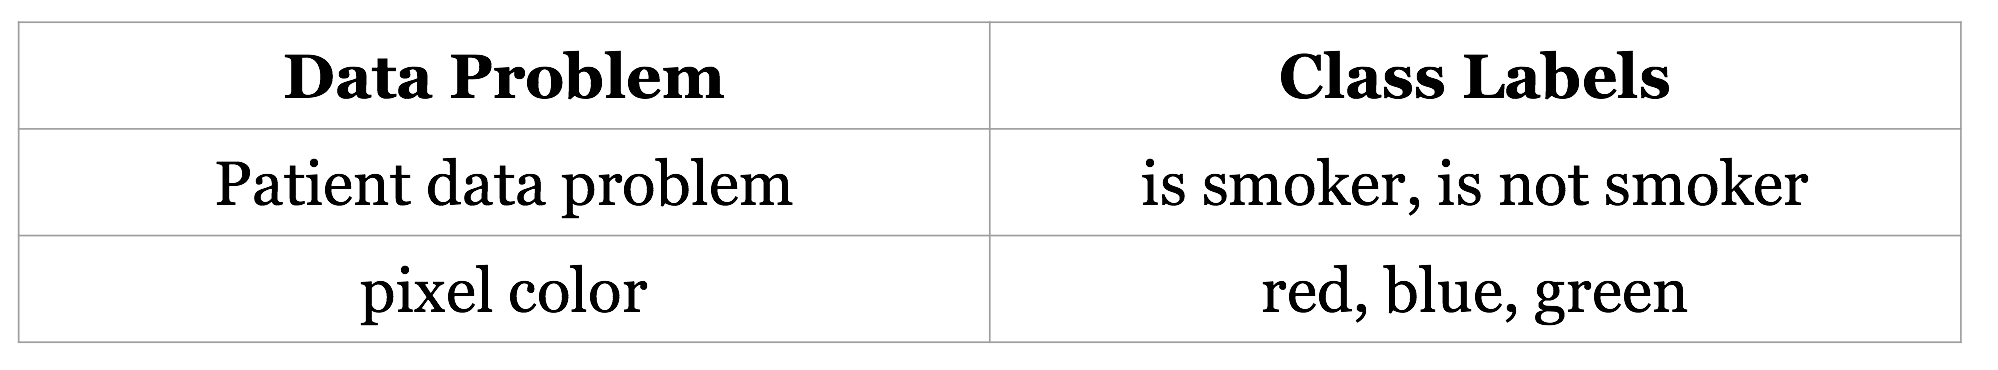 Data Problem Class Labels
Patient data problem is smoker, is not smoker
pixel color red, blue, green